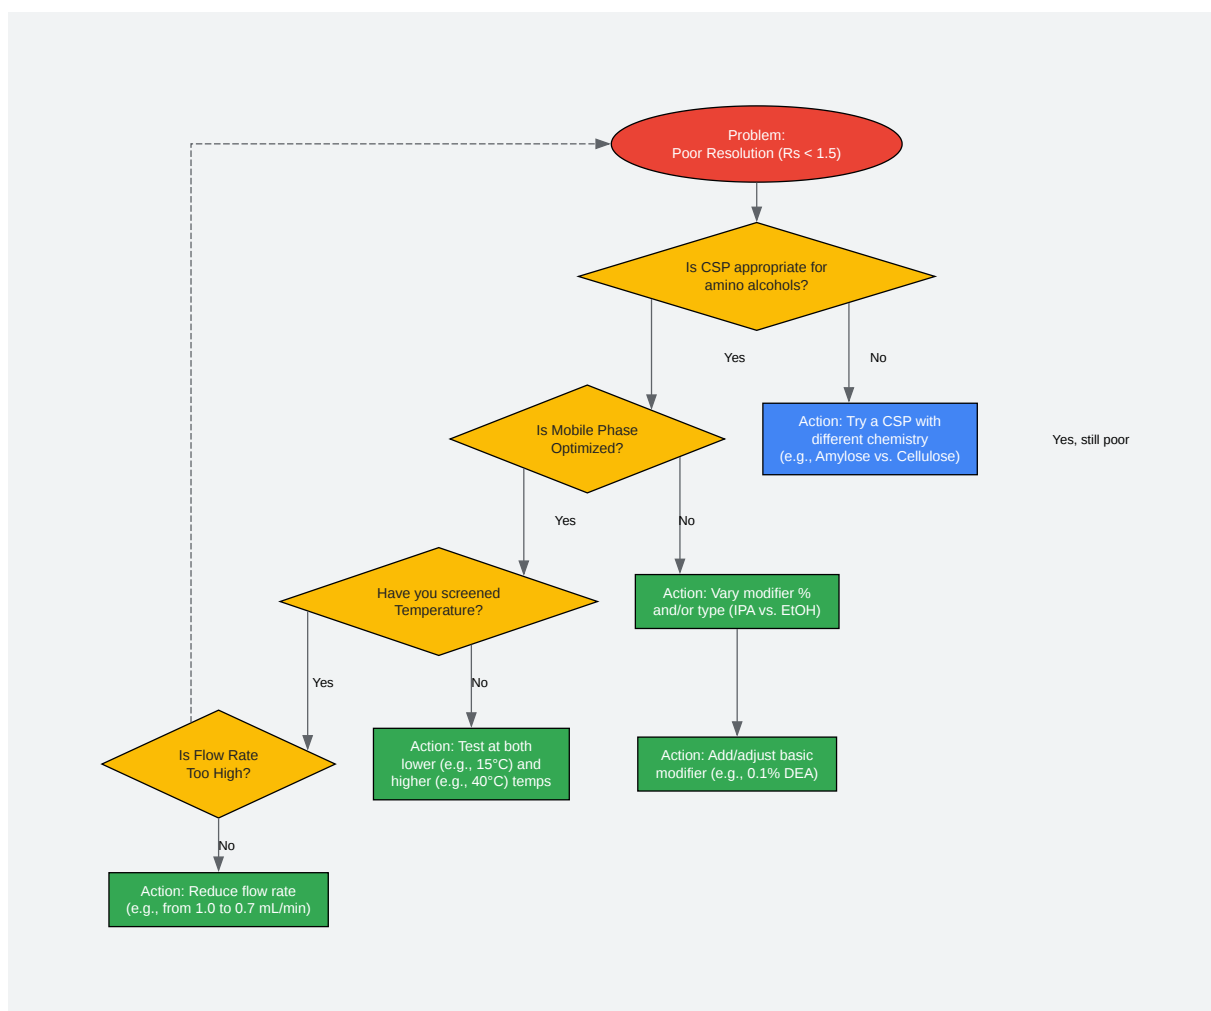 Problem:
Poor Resolution (Rs < 1.5)
Is CSP appropriate for
amino alcohols?
Yes
No
Is Mobile Phase
Optimized?
Action: Try a CSP with
different chemistry
(e.g., Amylose vs. Cellulose)
Yes, still poor
Yes
No
Have you screened
Temperature?
Action: Vary modifier %
and/or type (IPA vs. EtOH)
Yes
No
Is Flow Rate
Too High?
Action: Test at both
lower (e.g., 15°C) and
higher (e.g., 40°C) temps
Action: Add/adjust basic
modifier (e.g., 0.1% DEA)
No
Action: Reduce flow rate
(e.g., from 1.0 to 0.7 mL/min)